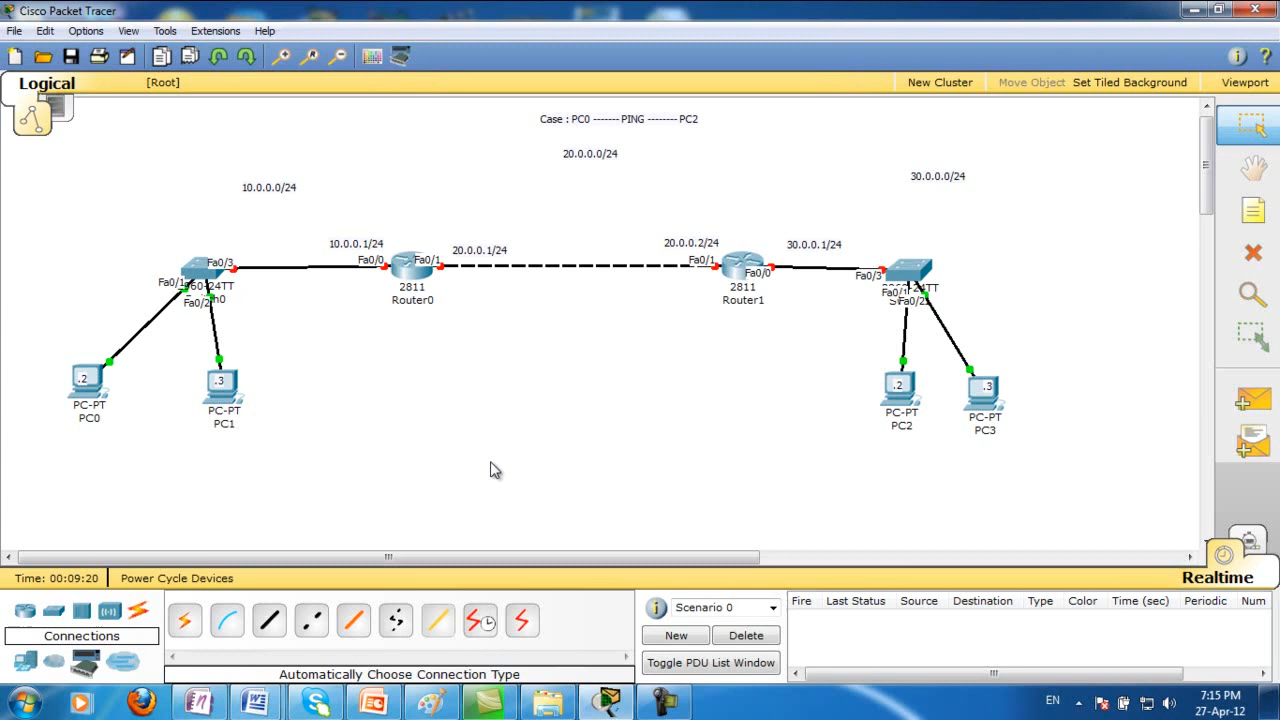 Cisco Packet Tracer
File Edit Options View Tools Extensions Help
Logical [Root] New Cluster Move Object Set Tiled Background Viewport
Case : PC0 ------- PING -------- PC2
20.0.0.0/24
30.0.0.0/24
10.0.0.0/24
10.0.0.1/24 20.0.0.1/24 20.0.0.2/24 30.0.0.1/24
Fa0/3 Fa0/0 Fa0/1 Fa0/1 Fa0/0 Fa0/3
2811
Router0
2811
Router1
Fa0/2
.2
PC-PT
PC0
.3
PC-PT
PC1
.2
PC-PT
PC2
.3
PC-PT
PC3
Time: 00:09:20 Power Cycle Devices Realtime
Connections
Automatically Choose Connection Type
Scenario 0
New Delete
Toggle PDU List Window
Fire Last Status Source Destination Type Color Time (sec) Periodic Num
EN 7:15 PM
27-Apr-12